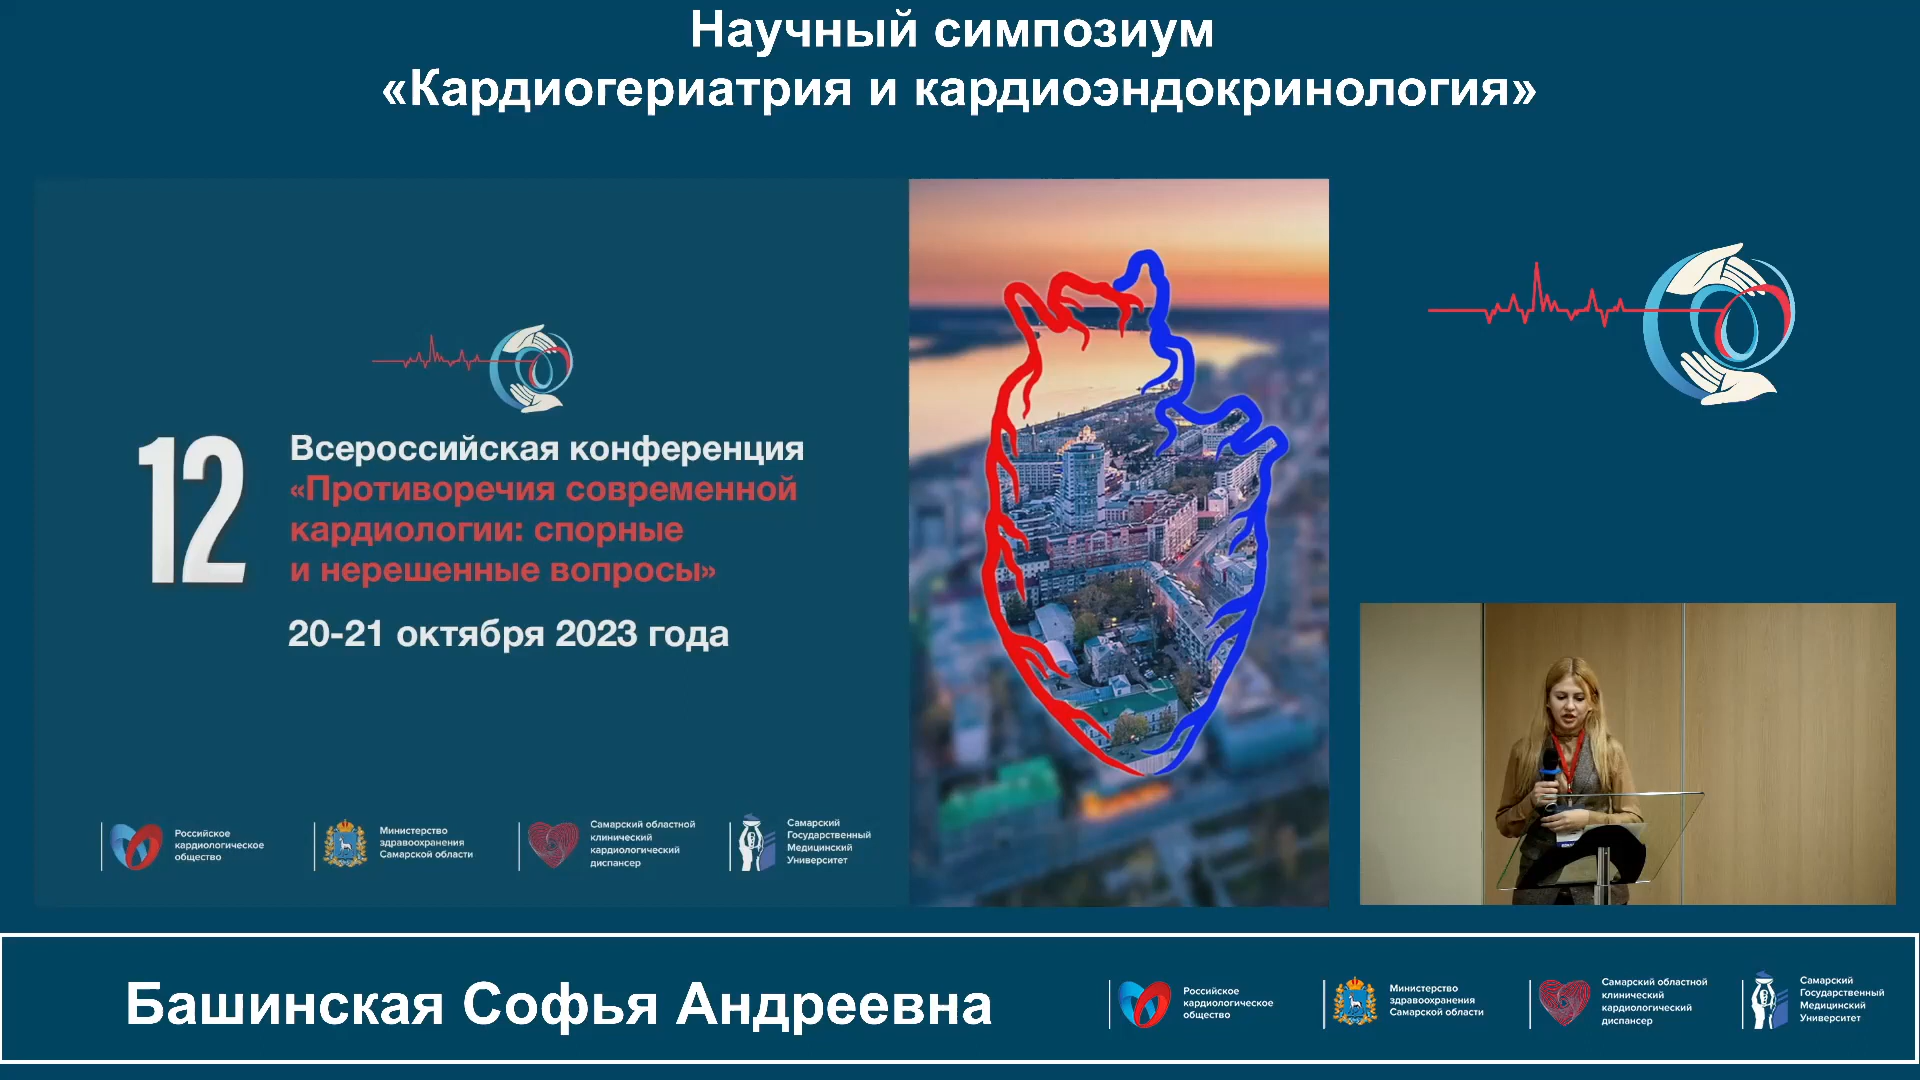 Научный симпозиум
«Кардиогериатрия и кардиоэндокринология»
12
Всероссийская конференция
«Противоречия современной
кардиологии: спорные
и нерешенные вопросы»
20-21 октября 2023 года
Российское
кардиологическое
общество
Министерство
здравоохранения
Самарской области
Самарский областной
клинический
кардиологический
диспансер
Самарский
Государственный
Медицинский
Университет
Башинская Софья Андреевна
Российское
кардиологическое
общество
Министерство
здравоохранения
Самарской области
Самарский областной
клинический
кардиологический
диспансер
Самарский
Государственный
Медицинский
Университет